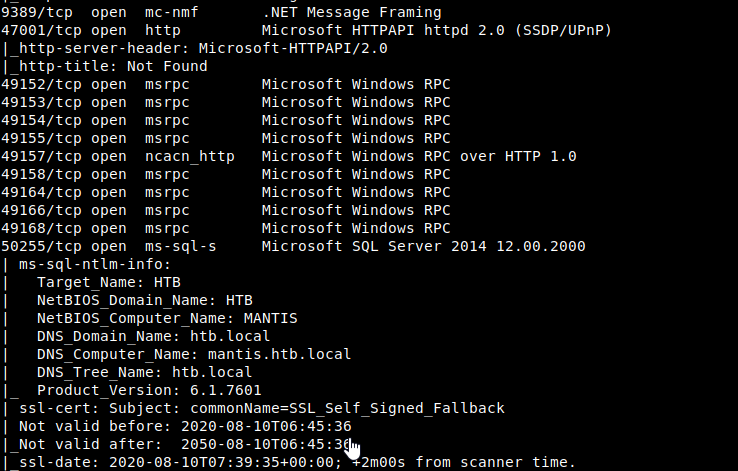 9389/tcp  open  mc-nmf        .NET Message Framing
47001/tcp open  http          Microsoft HTTPAPI httpd 2.0 (SSDP/UPnP)
|_http-server-header: Microsoft-HTTPAPI/2.0
|_http-title: Not Found
49152/tcp open  msrpc         Microsoft Windows RPC
49153/tcp open  msrpc         Microsoft Windows RPC
49154/tcp open  msrpc         Microsoft Windows RPC
49155/tcp open  msrpc         Microsoft Windows RPC
49157/tcp open  ncacn_http    Microsoft Windows RPC over HTTP 1.0
49158/tcp open  msrpc         Microsoft Windows RPC
49164/tcp open  msrpc         Microsoft Windows RPC
49166/tcp open  msrpc         Microsoft Windows RPC
49168/tcp open  msrpc         Microsoft Windows RPC
50255/tcp open  ms-sql-s      Microsoft SQL Server 2014 12.00.2000
| ms-sql-ntlm-info:
|   Target_Name: HTB
|   NetBIOS_Domain_Name: HTB
|   NetBIOS_Computer_Name: MANTIS
|   DNS_Domain_Name: htb.local
|   DNS_Computer_Name: mantis.htb.local
|   DNS_Tree_Name: htb.local
|_  Product_Version: 6.1.7601
| ssl-cert: Subject: commonName=SSL_Self_Signed_Fallback
| Not valid before: 2020-08-10T06:45:36
|_Not valid after:  2050-08-10T06:45:36
|_ssl-date: 2020-08-10T07:39:35+00:00; +2m00s from scanner time.